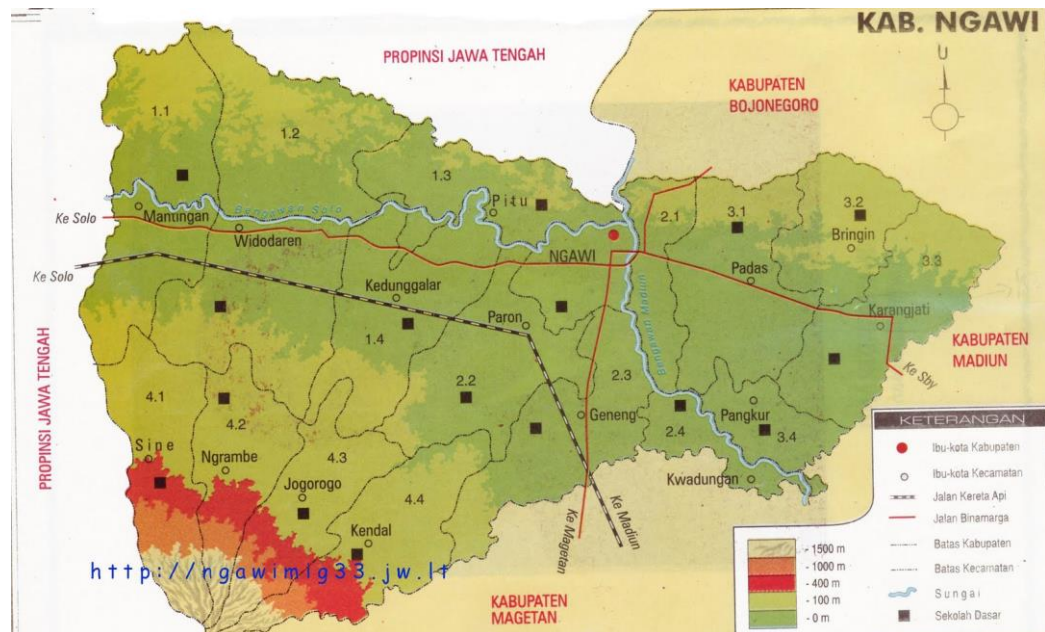 KAB. NGAWI
PROPINSI JAWA TENGAH
KABUPATEN
BOJONEGORO
U
1.1
1.2
1.3
Pitu
2.1
3.1
3.2
Bringin
3.3
Mantingan
Bengawan Solo
Ke Solo
Widodaren
NGAWI
Padas
Ke Solo
Kedunggalar
Paron
Karangjati
Bengawan Madiun
KABUPATEN
MADIUN
Ke Sby
PROPINSI JAWA TENGAH
1.4
2.2
2.3
4.1
4.2
Geneng
2.4
Pangkur
3.4
Sine
Ngrambe
4.3
Jogorogo
4.4
Kwadungan
Kendal
Ke Magetan
Ke Madiun
http://ngawimlg33.jw.lt
KABUPATEN
MAGETAN
KETERANGAN
Ibu-kota Kabupaten
Ibu-kota Kecamatan
Jalan Kereta Api
Jalan Binamarga
Batas Kabupaten
Batas Kecamatan
Sungai
Sekolah Dasar
- 1500 m
- 1000 m
- 400 m
- 100 m
- 0 m